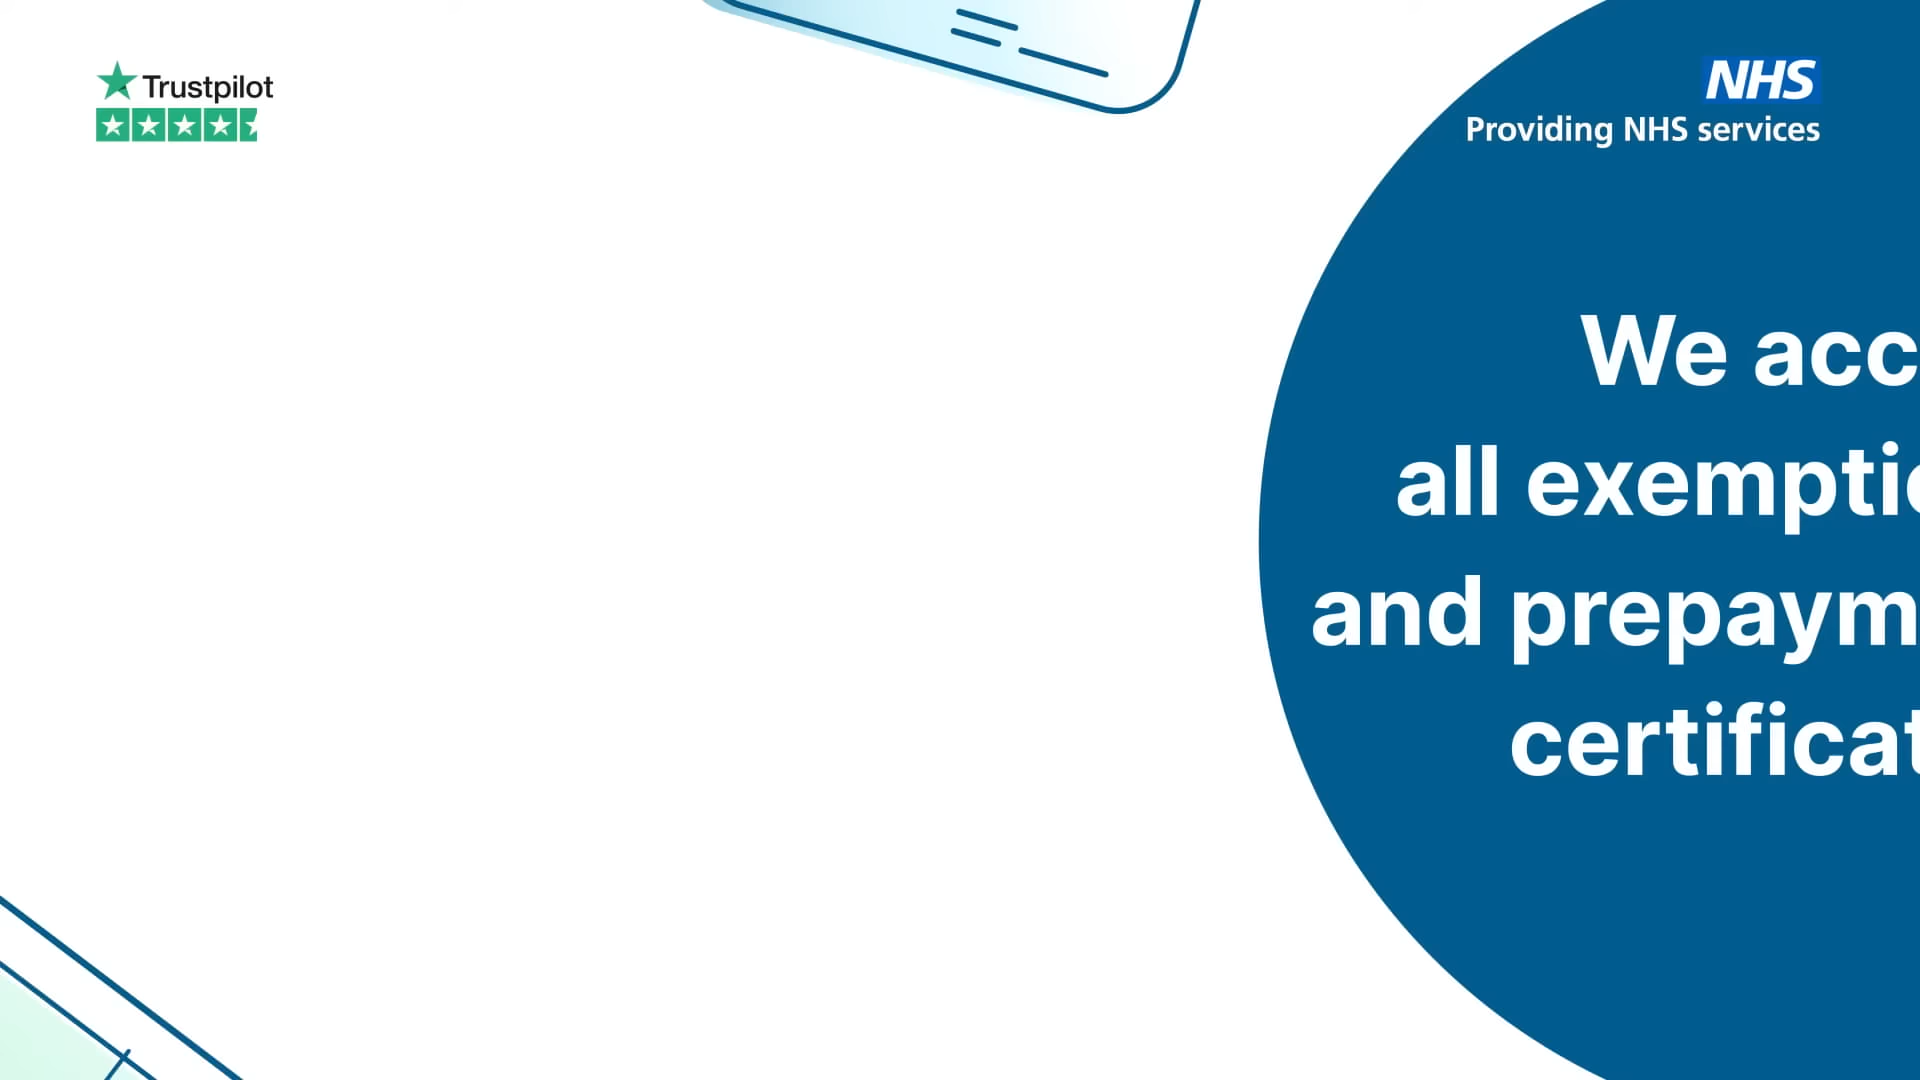 Trustpilot
NHS
Providing NHS services
We acc
all exempti
and prepaym
certificat